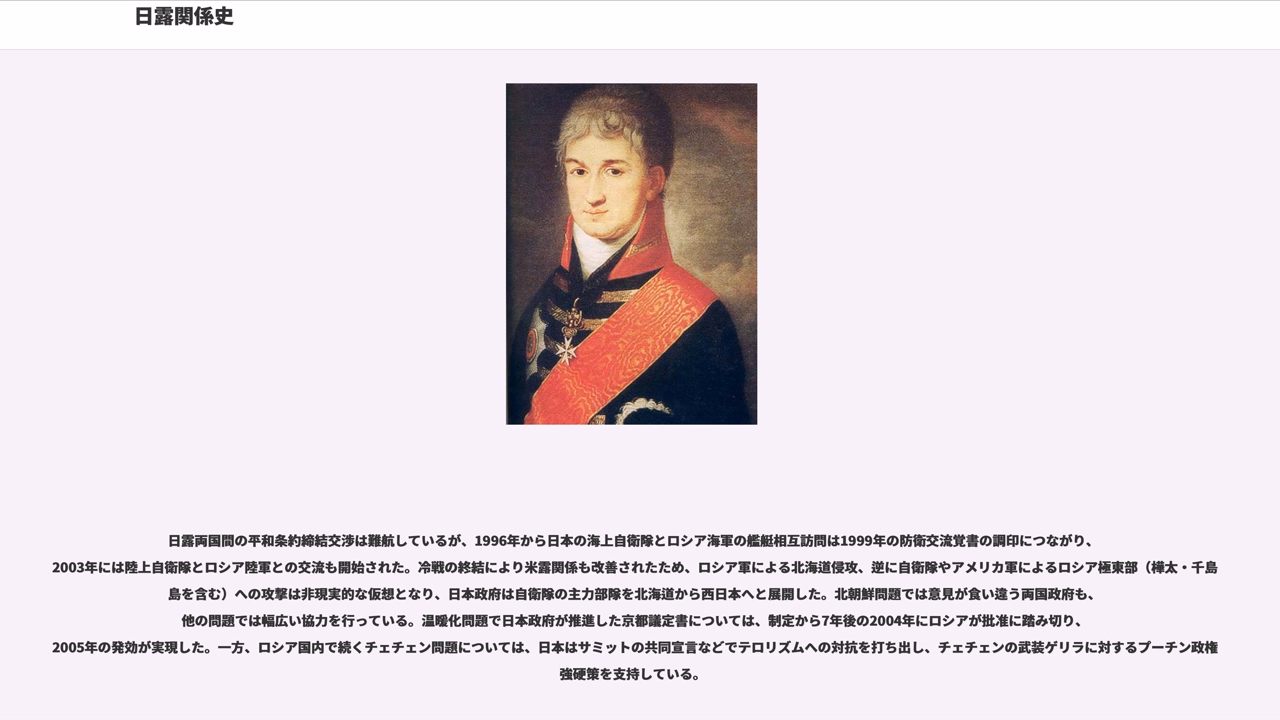 日露関係史
日露両国間の平和条約締結交渉は難航しているが、1996年から日本の海上自衛隊とロシア海軍の艦艇相互訪問は1999年の防衛交流覚書の調印につながり、
2003年には陸上自衛隊とロシア陸軍との交流も開始された。冷戦の終結により米露関係も改善されたため、ロシア軍による北海道侵攻、逆に自衛隊やアメリカ軍によるロシア極東部（樺太・千島
島を含む）への攻撃は非現実的な仮想となり、日本政府は自衛隊の主力部隊を北海道から西日本へと展開した。北朝鮮問題では意見が食い違う両国政府も、
他の問題では幅広い協力を行っている。温暖化問題で日本政府が推進した京都議定書については、制定から7年後の2004年にロシアが批准に踏み切り、
2005年の発効が実現した。一方、ロシア国内で続くチェチェン問題については、日本はサミットの共同宣言などでテロリズムへの対抗を打ち出し、チェチェンの武装ゲリラに対するプーチン政権
強硬策を支持している。